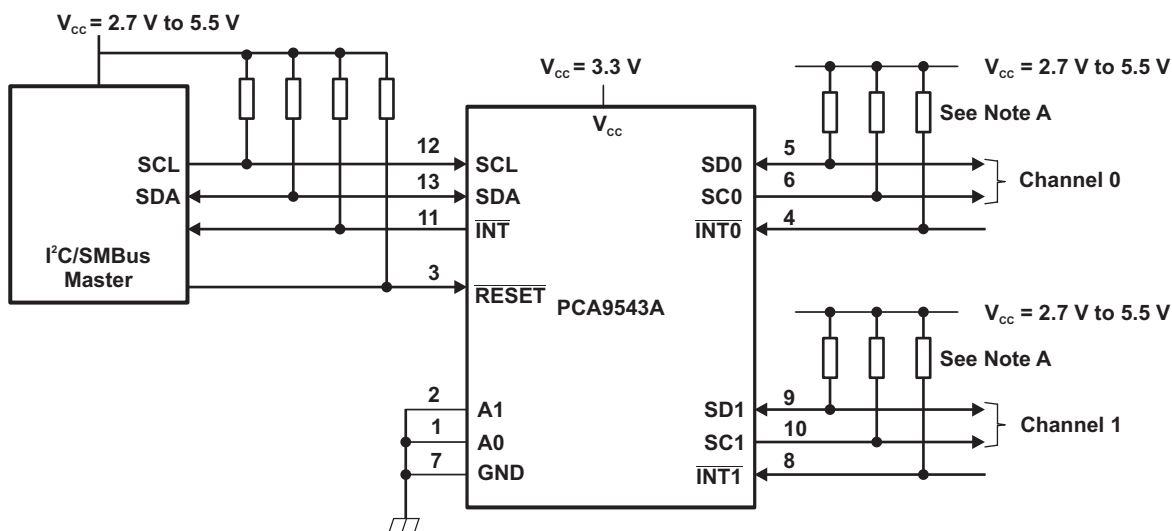 V_CC = 2.7 V to 5.5 V
V_CC = 3.3 V
V_CC = 2.7 V to 5.5 V
See Note A
V_CC
SCL
12
SCL
SD0
5
SDA
13
SDA
SC0
6
Channel 0
11
INT
INT0
4
I²C/SMBus
Master
3
RESET
PCA9543A
V_CC = 2.7 V to 5.5 V
See Note A
2
A1
SD1
9
1
A0
SC1
10
Channel 1
7
GND
INT1
8